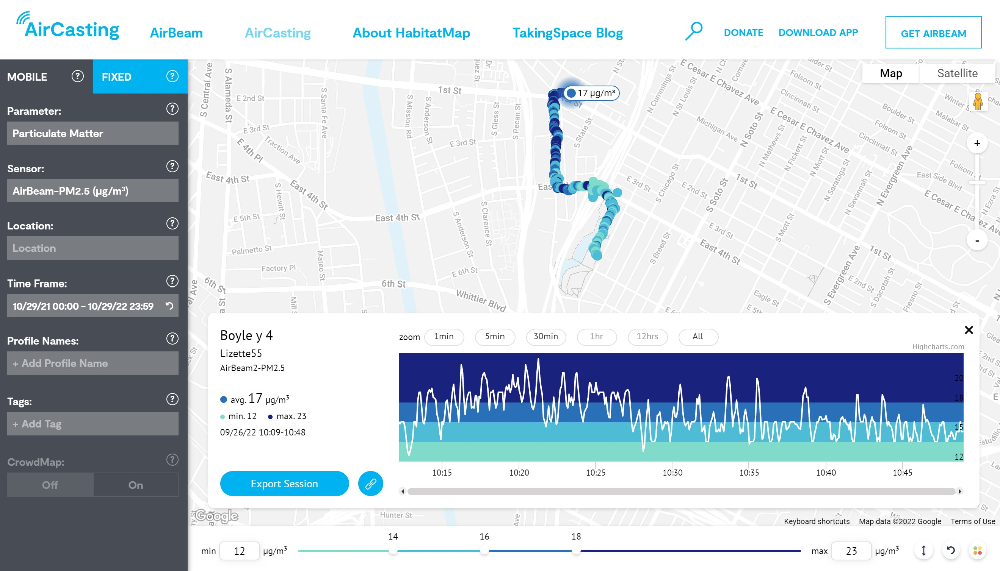 AirCasting
AirBeam
AirCasting
About HabitatMap
TakingSpace Blog
DONATE
DOWNLOAD APP
GET AIRBEAM
MOBILE ?
FIXED ?
Parameter: ?
Particulate Matter
Sensor: ?
AirBeam-PM2.5 (µg/m³)
Location: ?
Location
Time Frame: ?
10/29/21 00:00 - 10/29/22 23:59
Profile Names: ?
+ Add Profile Name
Tags: ?
+ Add Tag
CrowdMap: ?
Off
On
Map
Satellite
17 µg/m³
S Central Ave
S Alameda St
E 2nd St
E 3rd St
E 4th Pl
Traction Ave
S Santa Fe Ave
1st St
S Mission Rd
S Anderson St
S Gless St
S Pecan St
E 3rd St
S State St
N Cummings St
N St Louis St
E Cesar E Chavez Ave
Folsom St
Cincinnati St
Michigan Ave
N Soto St
E Cesar E Chavez Ave
Boulder St
Malabar St
Folsom St
Cincinnati St
N Mathews St
N Fickett St
N Mott St
N Saratoga St
N Savannah St
N Evergreen Ave
East Side Blvd
East 4th St
East 4th St
S Hewitt St
E 5th St
East 4th St
S Clarence St
S Anderson St
E 3rd St
S Chicago St
E 2nd St
S Soto St
1st St
E 3rd St
S Mott St
East 4th St
S Breed St
1st St
S Evergreen Ave
E 2nd St
S Dacotah St
Fresno St
Eagle St
Palmetto St
Mateo St
Factory Pl
6th St
6th St
E 6th St
Whittier Blvd
+
-
Boyle y 4
Lizette55
AirBeam2-PM2.5
avg. 17 µg/m³
min. 12 max. 23
09/26/22 10:09-10:48
Export Session
zoom 1min 5min 30min 1hr 12hrs All
Highcharts.com
20
18
15
12
10:15 10:20 10:25 10:30 10:35 10:40 10:45
Hunter St
Google
Keyboard shortcuts Map data ©2022 Google Terms of Use
14 16 18
min 12 µg/m³
max 23 µg/m³